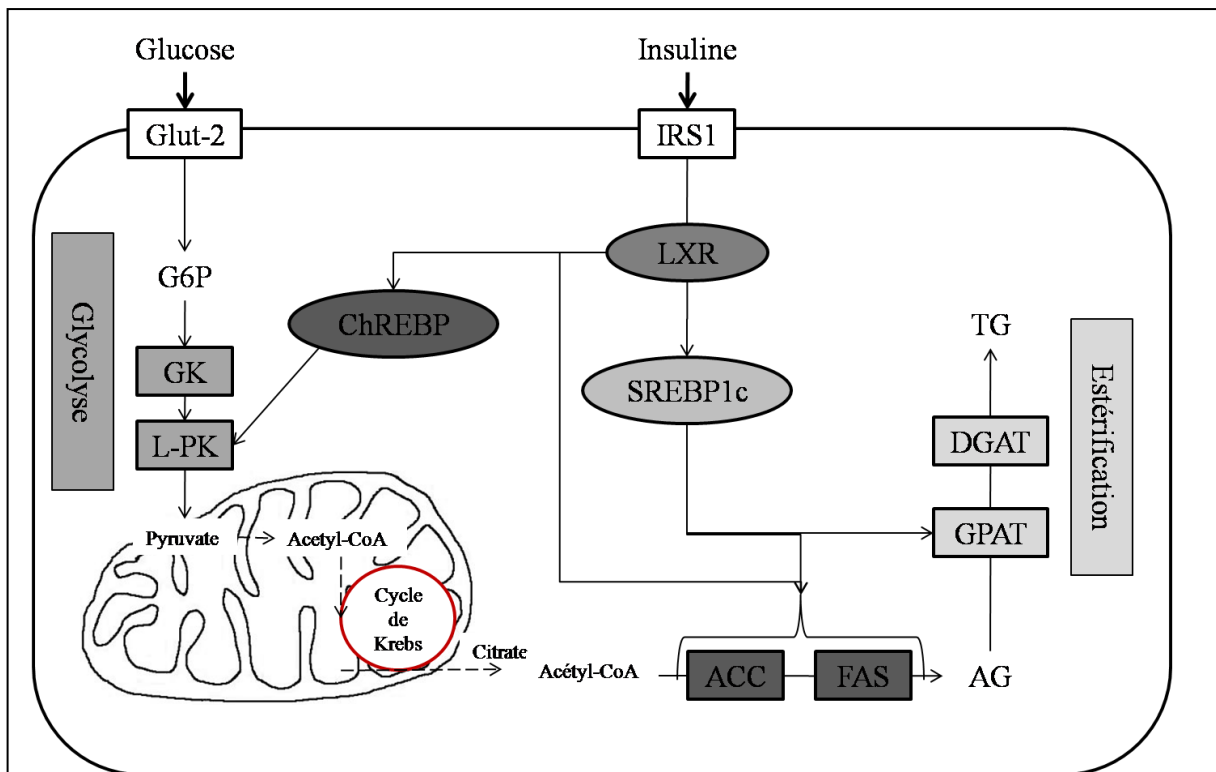 Glucose
Insuline
Glut-2
IRS1
LXR
G6P
Glycolyse
ChREBP
TG
Estérification
GK
SREBP1c
L-PK
DGAT
Pyruvate
Acetyl-CoA
GPAT
Cycle
de
Krebs
Citrate
Acétyl-CoA
ACC
FAS
AG